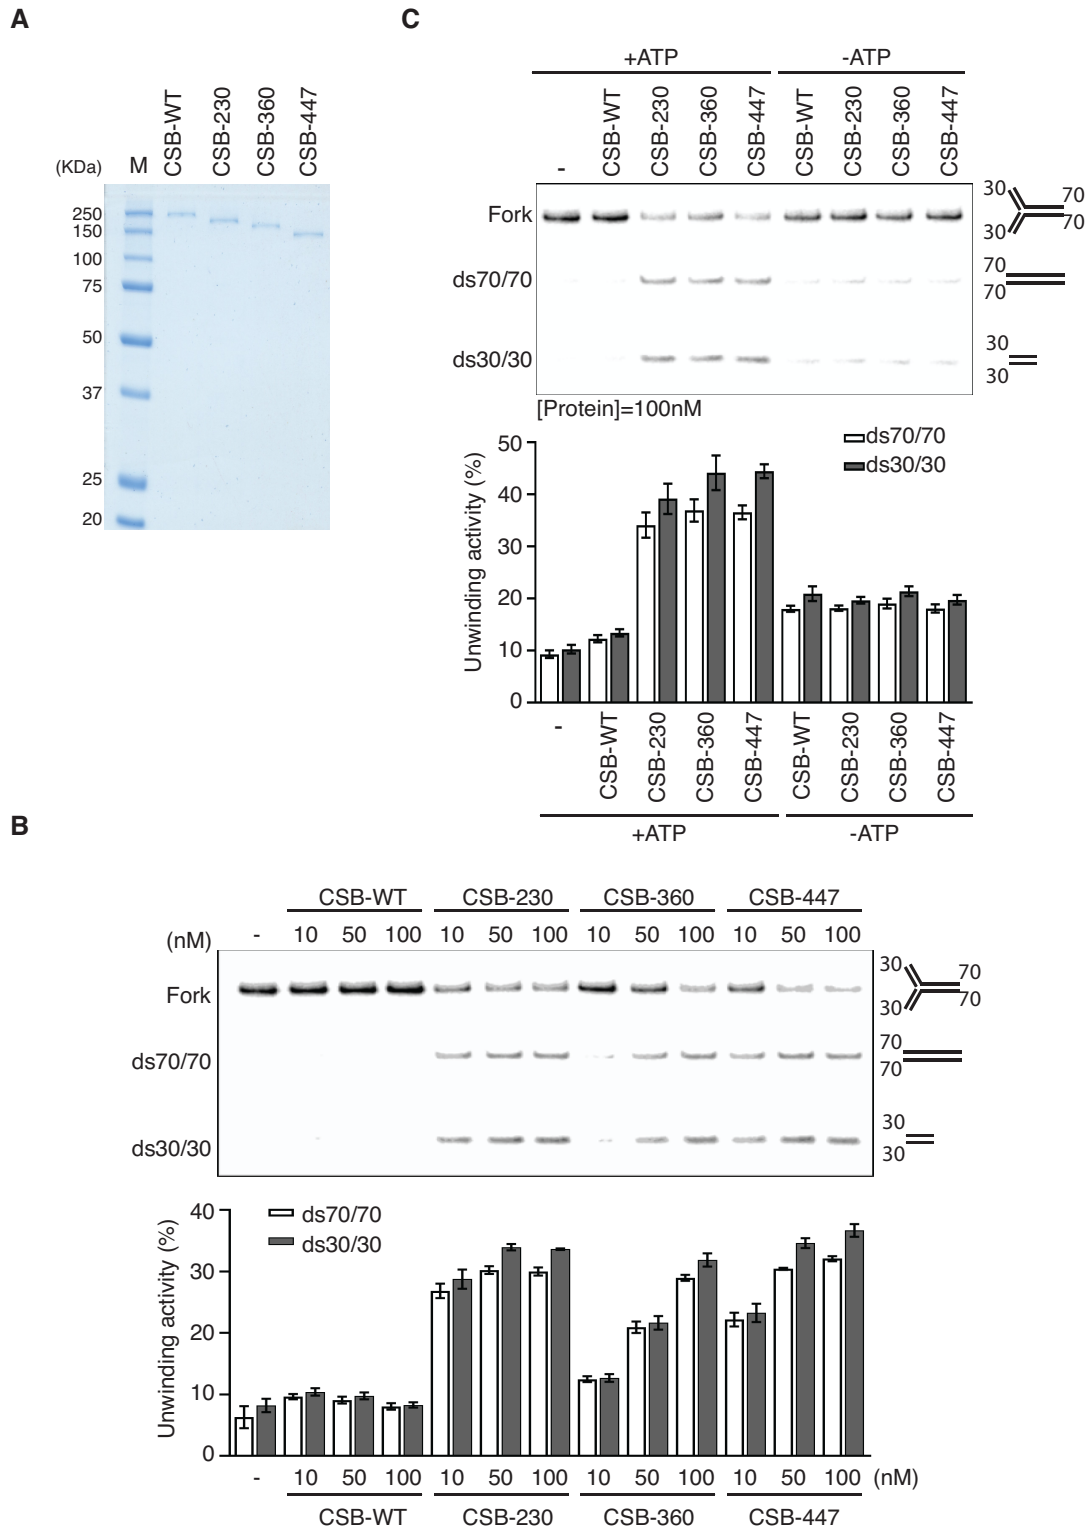 A
(KDa) M CSB-WT CSB-230 CSB-360 CSB-447
250
150
100
75
50
37
25
20
C
+ATP -ATP
- CSB-WT CSB-230 CSB-360 CSB-447 CSB-WT CSB-230 CSB-360 CSB-447
Fork
ds70/70
ds30/30
30 70
30 70
70
70
30
30
[Protein]=100nM
ds70/70
ds30/30
Unwinding activity (%)
50
40
30
20
10
0
- CSB-WT CSB-230 CSB-360 CSB-447 CSB-WT CSB-230 CSB-360 CSB-447
+ATP -ATP
B
CSB-WT CSB-230 CSB-360 CSB-447
(nM) - 10 50 100 10 50 100 10 50 100 10 50 100
Fork
ds70/70
ds30/30
30 70
30 70
70
70
30
30
ds70/70
ds30/30
Unwinding activity (%)
40
30
20
10
0
- 10 50 100 10 50 100 10 50 100 10 50 100 (nM)
CSB-WT CSB-230 CSB-360 CSB-447